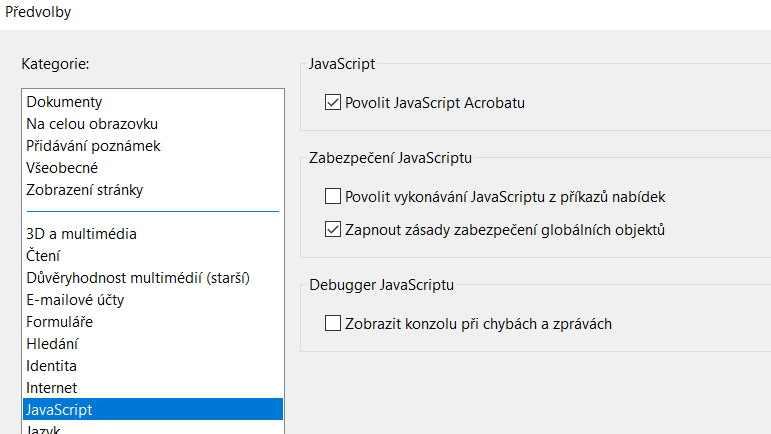 Předvolby
Kategorie:
Dokumenty
Na celou obrazovku
Přidávání poznámek
Všeobecné
Zobrazení stránky
3D a multimédia
Čtení
Důvěryhodnost multimédií (starší)
E-mailové účty
Formuláře
Hledání
Identita
Internet
JavaScript
Jazyk
JavaScript
Povolit JavaScript Acrobatu
Zabezpečení JavaScriptu
Povolit vykonávání JavaScriptu z příkazů nabídek
Zapnout zásady zabezpečení globálních objektů
Debugger JavaScriptu
Zobrazit konzolu při chybách a zprávách